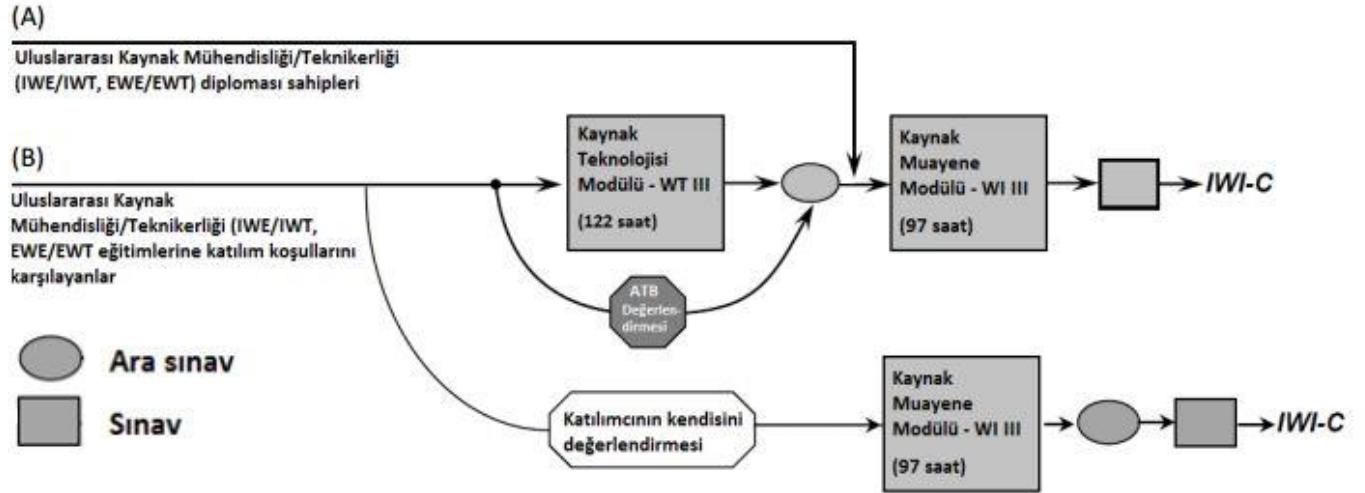 (A)
Uluslararası Kaynak Mühendisliği/Teknikerliği
(IWE/IWT, EWE/EWT) diploması sahipleri
(B)
Uluslararası Kaynak
Mühendisliği/Teknikerliği (IWE/IWT,
EWE/EWT eğitimlerine katılım koşullarını
karşılayanlar
Kaynak
Teknolojisi
Modülü - WT III
(122 saat)
Kaynak
Muayene
Modülü - WI III
(97 saat)
IWI-C
ATB
Değerlen-
dirmesi
Ara sınav
Sınav
Katılımcının kendisini
değerlendirmesi
Kaynak
Muayene
Modülü - WI III
(97 saat)
IWI-C